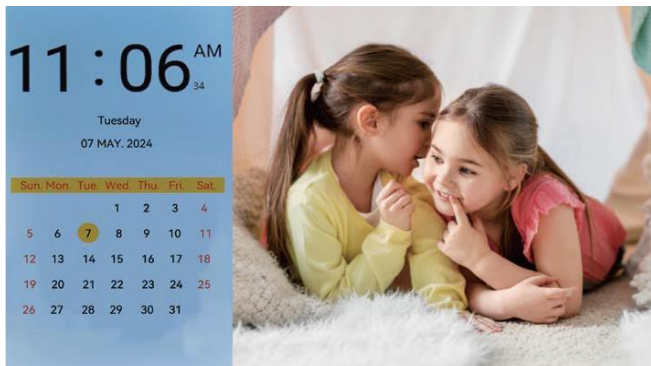 11:06 AM
34
Tuesday
07 MAY. 2024
Sun. Mon. Tue. Wed. Thu. Fri. Sat.
1 2 3 4
5 6 7 8 9 10 11
12 13 14 15 16 17 18
19 20 21 22 23 24 25
26 27 28 29 30 31